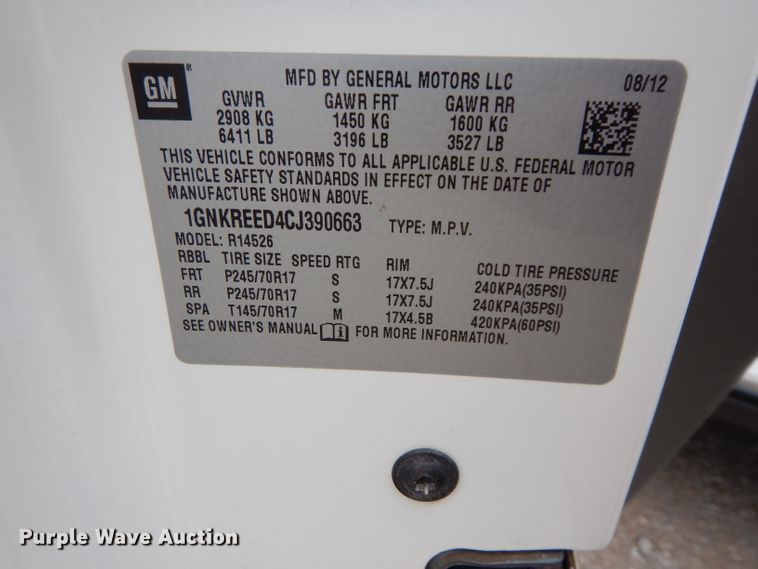 GM
MFD BY GENERAL MOTORS LLC 08/12
GVWR GAWR FRT GAWR RR
2908 KG 1450 KG 1600 KG
6411 LB 3196 LB 3527 LB
THIS VEHICLE CONFORMS TO ALL APPLICABLE U.S. FEDERAL MOTOR
VEHICLE SAFETY STANDARDS IN EFFECT ON THE DATE OF
MANUFACTURE SHOWN ABOVE.
1GNKREED4CJ390663 TYPE: M.P.V.
MODEL: R14526
RBBL TIRE SIZE SPEED RTG RIM COLD TIRE PRESSURE
FRT P245/70R17 S 17X7.5J 240KPA(35PSI)
RR P245/70R17 S 17X7.5J 240KPA(35PSI)
SPA T145/70R17 M 17X4.5B 420KPA(60PSI)
SEE OWNER'S MANUAL FOR MORE INFORMATION.
Purple Wave Auction